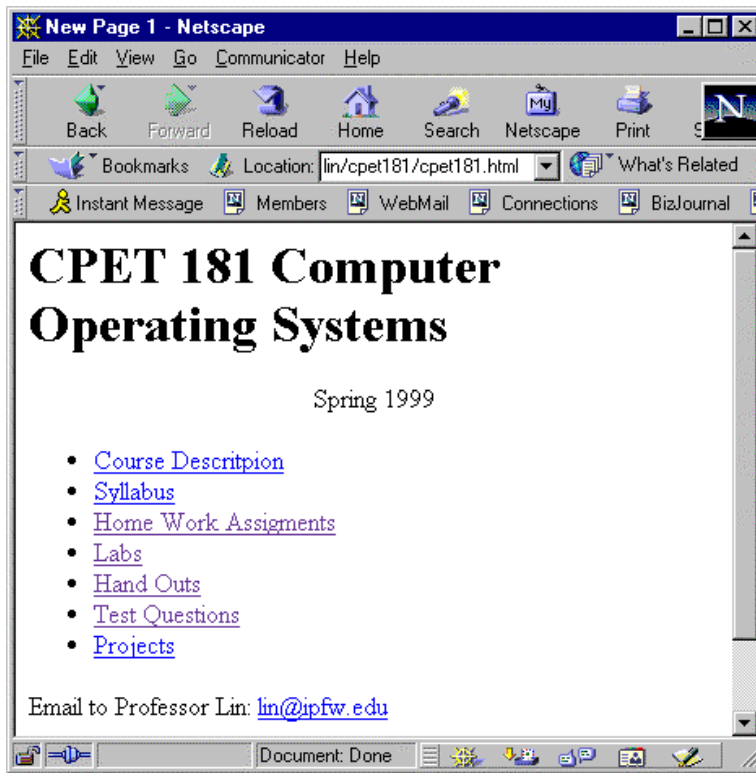 New Page 1 - Netscape
File Edit View Go Communicator Help
Back Forward Reload Home Search Netscape Print S
My
N
Bookmarks Location: lin/cpet181/cpet181.html What's Related
Instant Message Members WebMail Connections BizJournal
CPET 181 Computer
Operating Systems
Spring 1999
Course Descritpion
Syllabus
Home Work Assigments
Labs
Hand Outs
Test Questions
Projects
Email to Professor Lin: lin@ipfw.edu
Document: Done